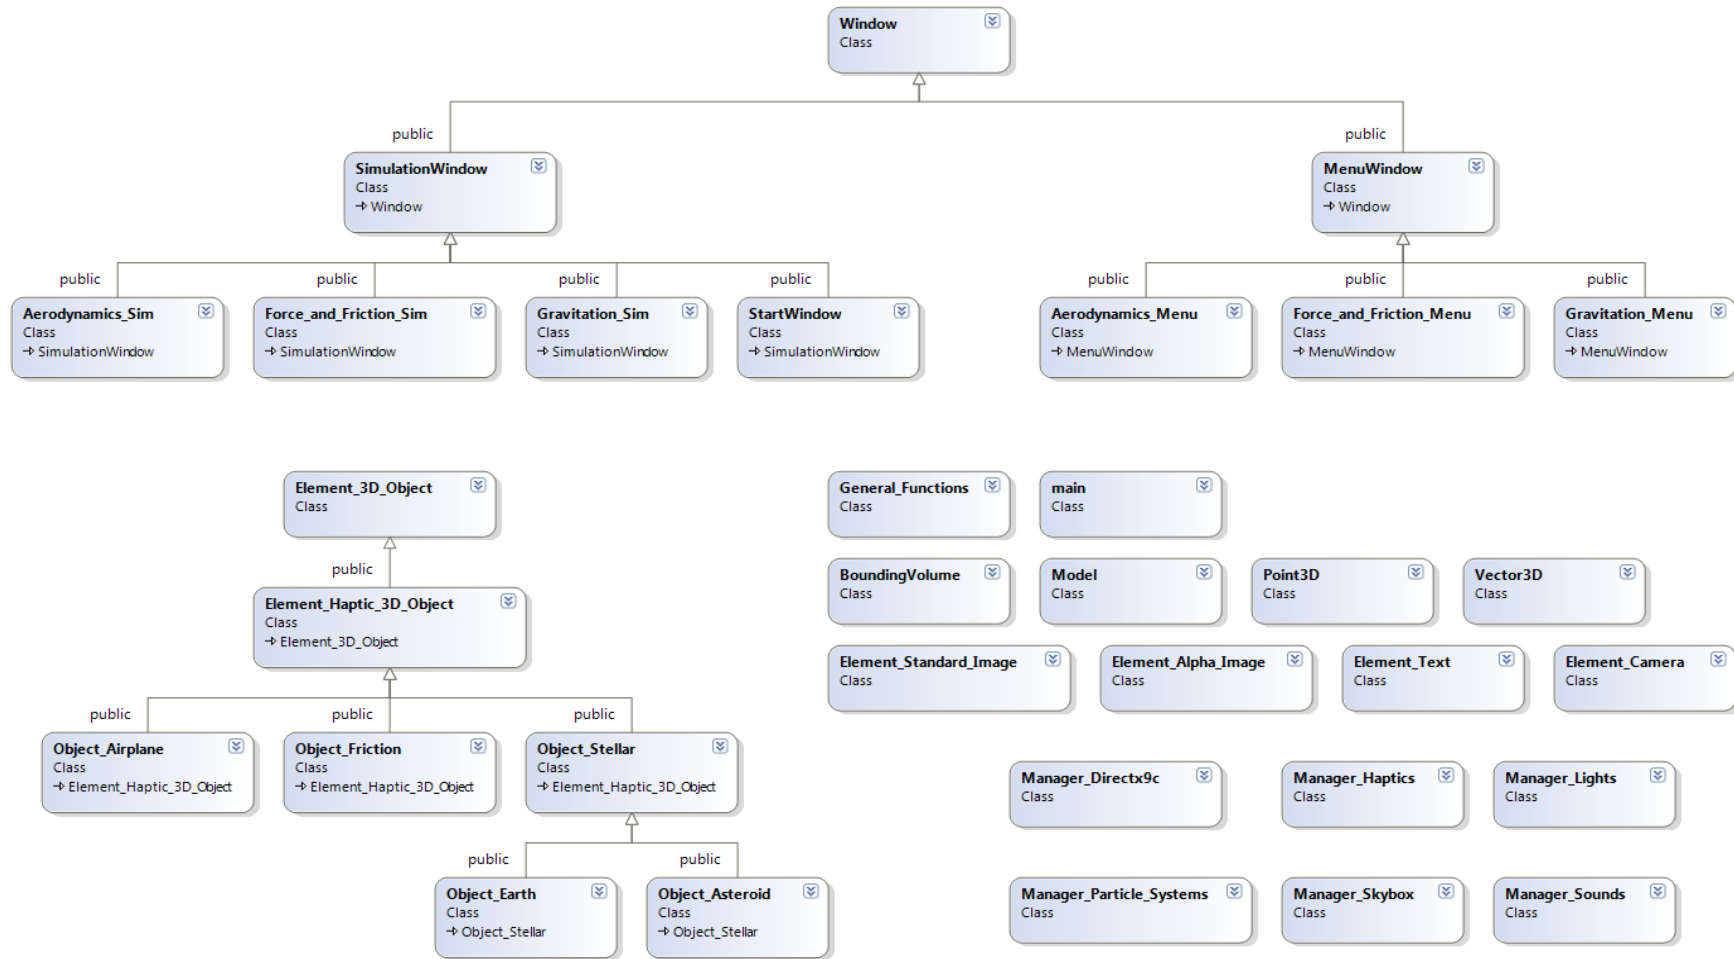 Window
Class
public
public
SimulationWindow
Class
Window
MenuWindow
Class
Window
public
public
public
public
public
public
public
Aerodynamics_Sim
Class
SimulationWindow
Force_and_Friction_Sim
Class
SimulationWindow
Gravitation_Sim
Class
SimulationWindow
StartWindow
Class
SimulationWindow
Aerodynamics_Menu
Class
MenuWindow
Force_and_Friction_Menu
Class
MenuWindow
Gravitation_Menu
Class
MenuWindow
Element_3D_Object
Class
public
Element_Haptic_3D_Object
Class
Element_3D_Object
public
public
public
Object_Airplane
Class
Element_Haptic_3D_Object
Object_Friction
Class
Element_Haptic_3D_Object
Object_Stellar
Class
Element_Haptic_3D_Object
public
public
Object_Earth
Class
Object_Stellar
Object_Asteroid
Class
Object_Stellar
General_Functions
Class
main
Class
BoundingVolume
Class
Model
Class
Point3D
Class
Vector3D
Class
Element_Standard_Image
Class
Element_Alpha_Image
Class
Element_Text
Class
Element_Camera
Class
Manager_Directx9c
Class
Manager_Haptics
Class
Manager_Lights
Class
Manager_Particle_Systems
Class
Manager_Skybox
Class
Manager_Sounds
Class